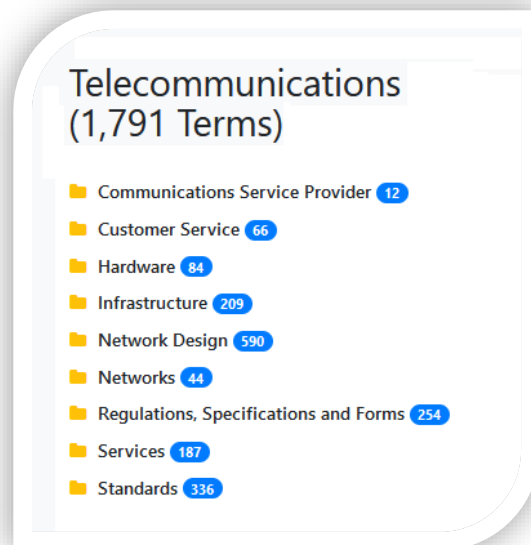 Telecommunications
(1,791 Terms)
Communications Service Provider 12
Customer Service 66
Hardware 84
Infrastructure 209
Network Design 590
Networks 44
Regulations, Specifications and Forms 254
Services 187
Standards 336